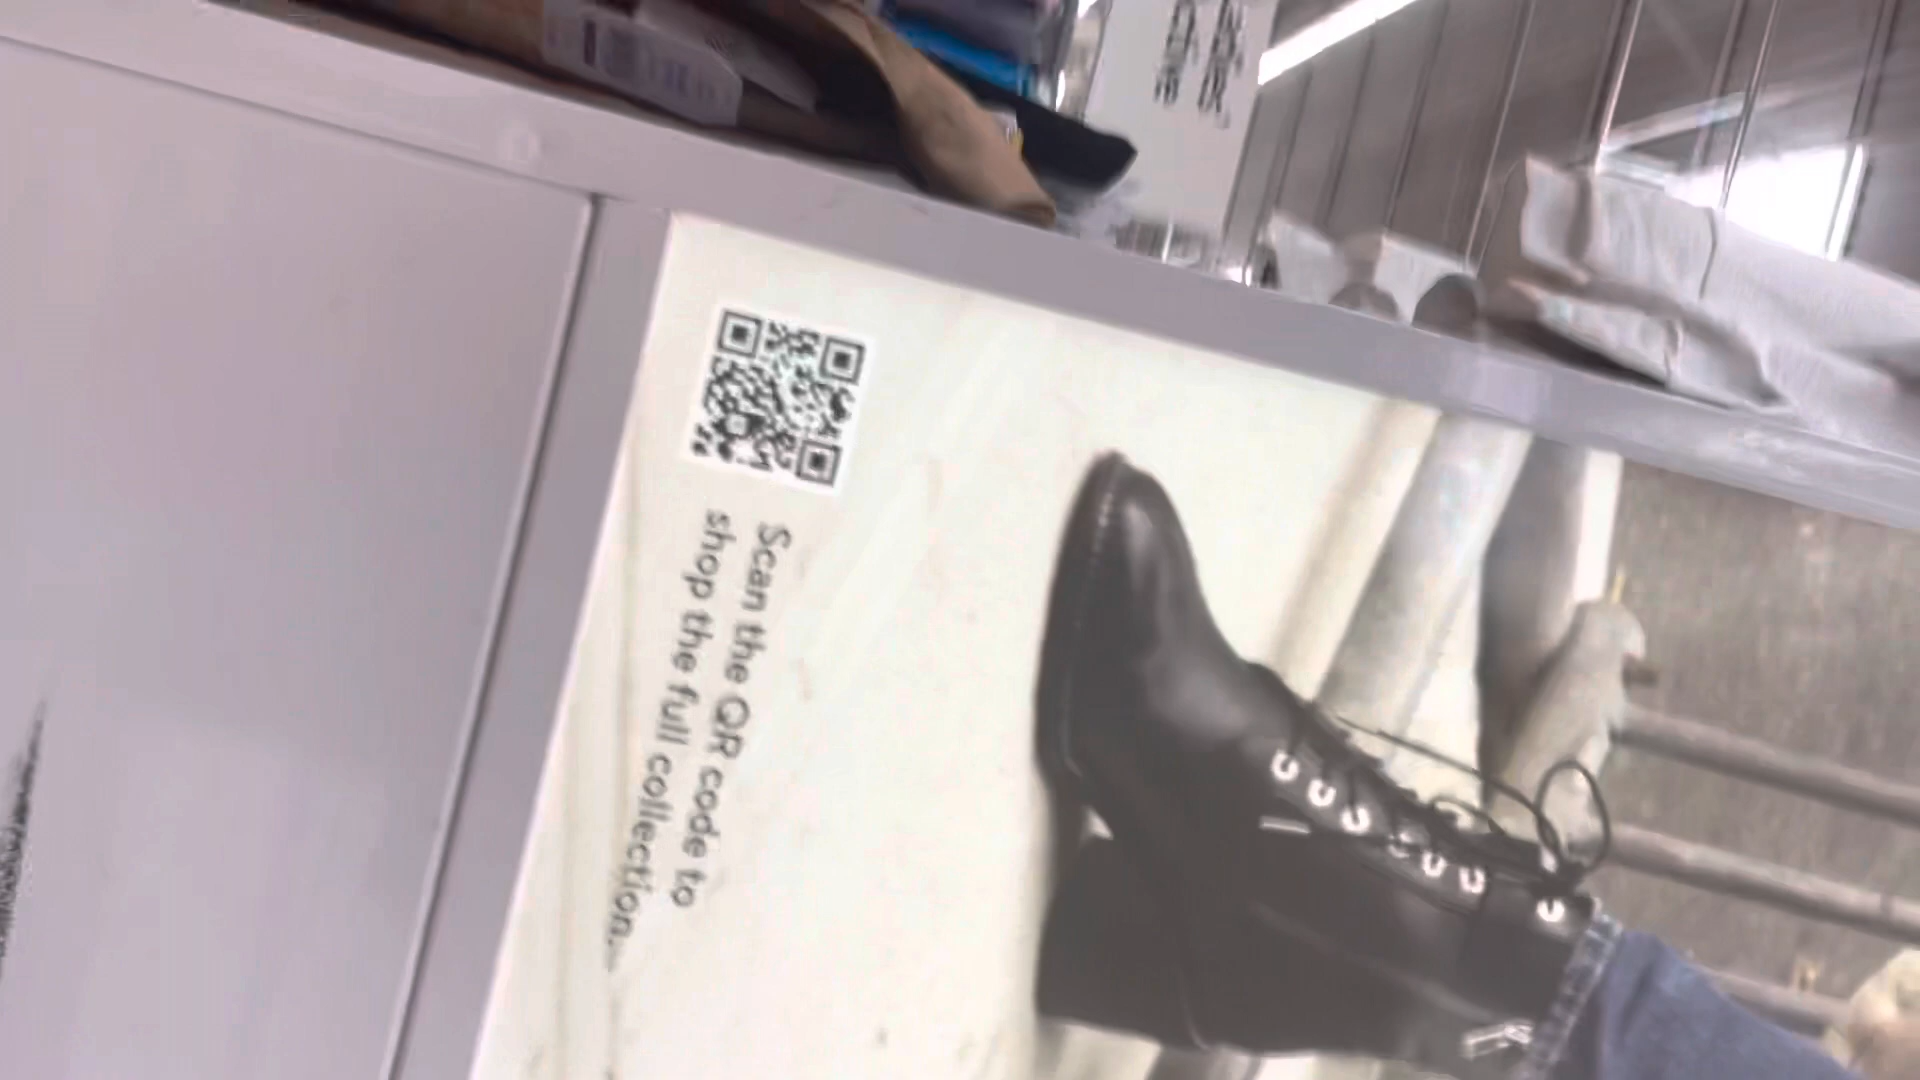 Scan the QR code to
shop the full collection.